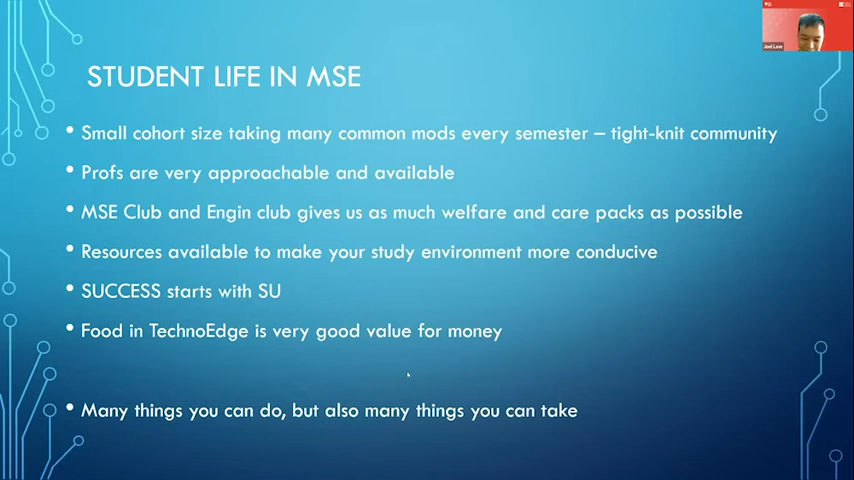 Joel Low
STUDENT LIFE IN MSE
• Small cohort size taking many common mods every semester – tight-knit community
• Profs are very approachable and available
• MSE Club and Engin club gives us as much welfare and care packs as possible
• Resources available to make your study environment more conducive
• SUCCESS starts with SU
• Food in TechnoEdge is very good value for money
• Many things you can do, but also many things you can take